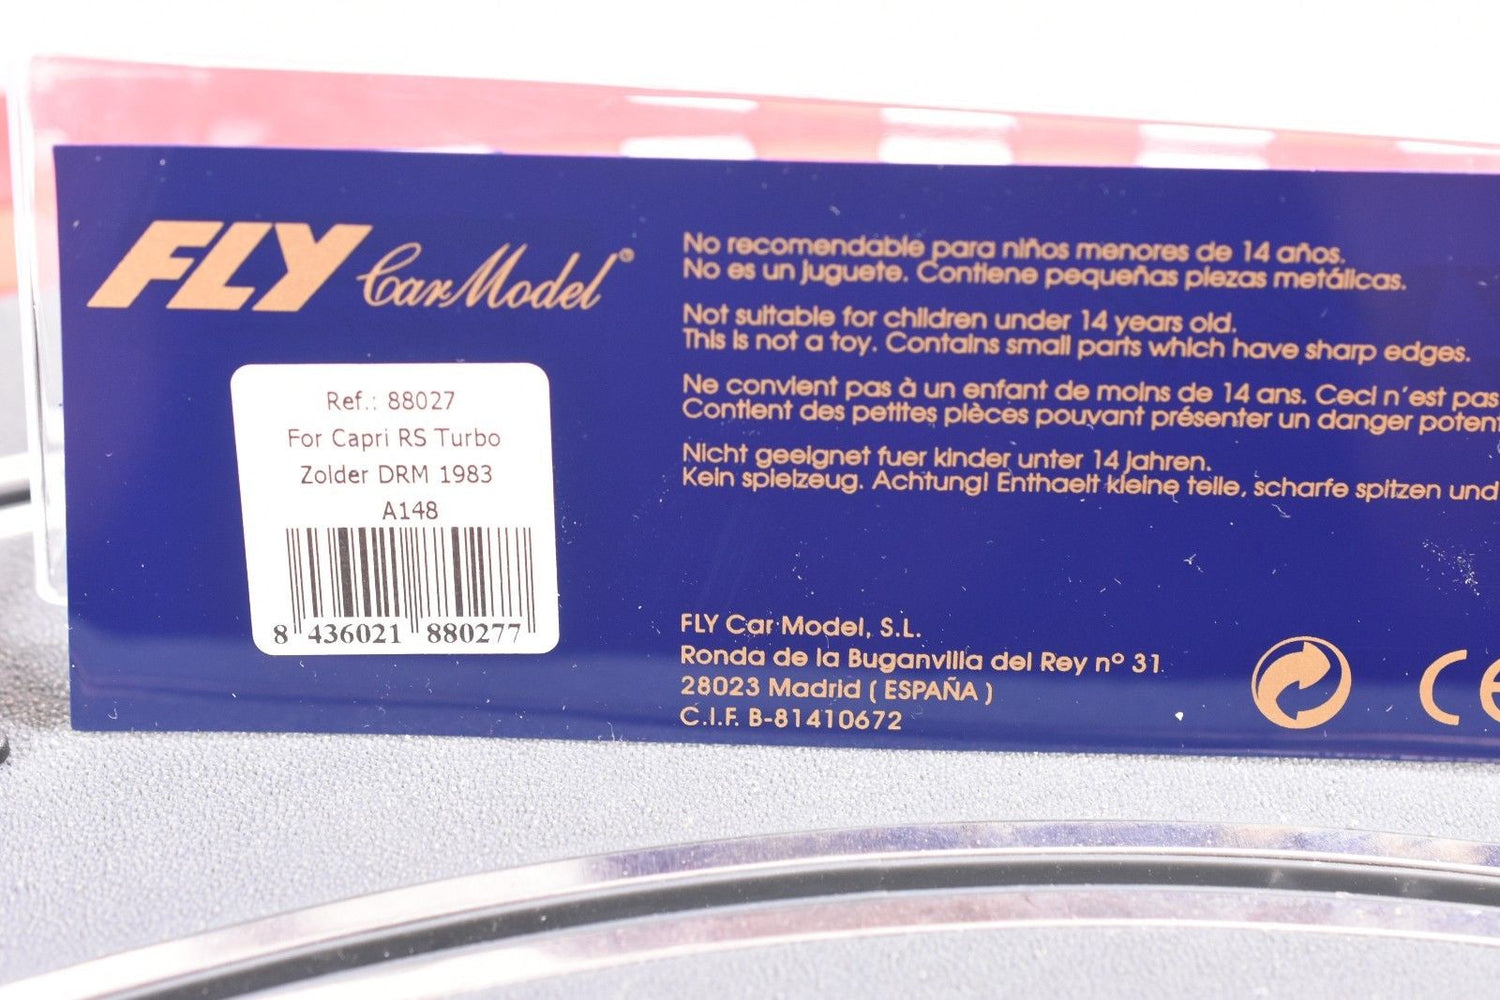 FLY Car Model®
Ref.: 88027
For Capri RS Turbo
Zolder DRM 1983
A148
8 436021 880277
No recomendable para niños menores de 14 años.
No es un juguete. Contiene pequeñas piezas metálicas.
Not suitable for children under 14 years old.
This is not a toy. Contains small parts which have sharp edges.
Ne convient pas à un enfant de moins de 14 ans. Ceci n'est pas
Contient des petites pièces pouvant présenter un danger poten
Nicht geeignet fuer kinder unter 14 jahren.
Kein spielzeug. Achtung! Enthaelt kleine teile, scharfe spitzen und
FLY Car Model, S.L.
Ronda de la Buganvilla del Rey nº 31
28023 Madrid ( ESPAÑA )
C.I.F. B-81410672
CE